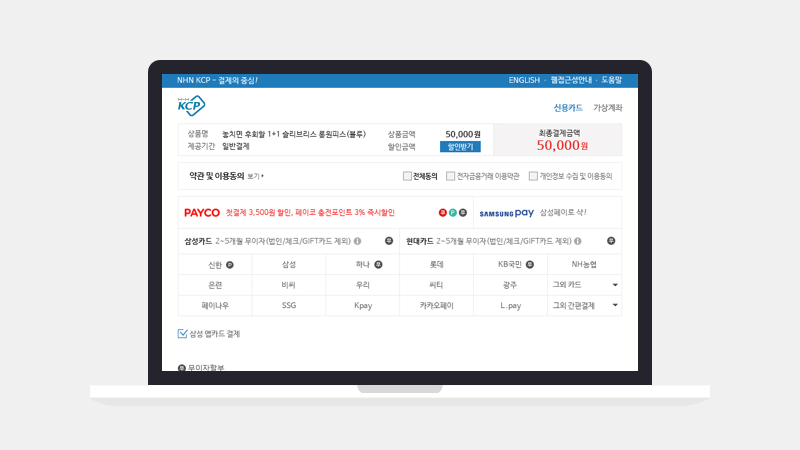 NHN KCP - 결제의 중심!
ENGLISH · 웹접근성안내 · 도움말
NHN KCP
신용카드 가상계좌
상품명 놓치면 후회할 1+1 슬리브리스 롱원피스(블루) 상품금액 50,000원
제공기간 일반결제 할인금액 할인받기
최종결제금액
50,000원
약관 및 이용동의 보기 전체동의 전자금융거래 이용약관 개인정보 수집 및 이용동의
PAYCO 첫결제 3,500원 할인, 페이코 충전포인트 3% 즉시할인 무 P 무 SAMSUNG pay 삼성페이로 샥!
삼성카드 2~5개월 무이자(법인/체크/GIFT카드 제외) i 무 현대카드 2~5개월 무이자(법인/체크/GIFT카드 제외) i 무
신한 P 삼성 하나 무 롯데 KB국민 무 NH농협
은련 비씨 우리 씨티 광주 그외 카드
페이나우 SSG Kpay 카카오페이 L.pay 그외 간편결제
삼성 앱카드 결제
무 무이자할부